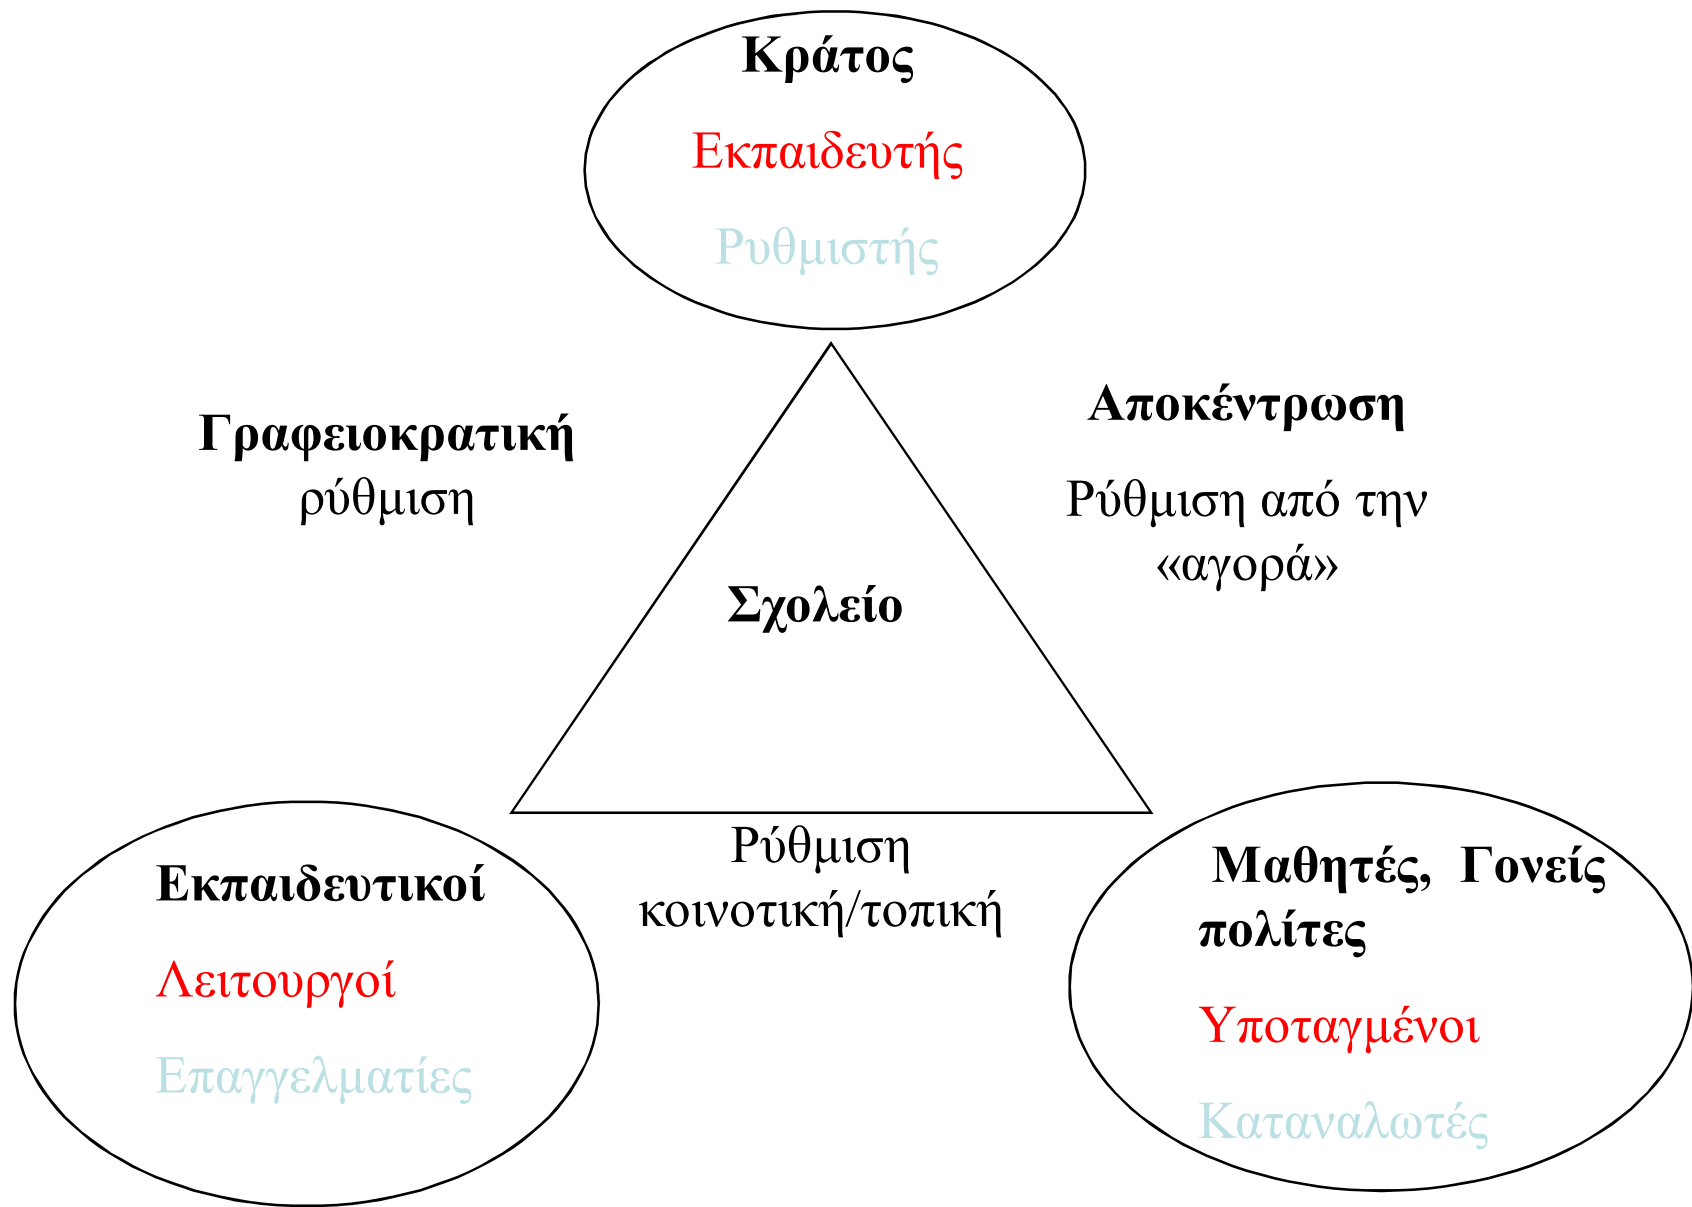 Κράτος
Εκπαιδευτής
Ρυθμιστής
Γραφειοκρατική
ρύθμιση
Αποκέντρωση
Ρύθμιση από την
«αγορά»
Σχολείο
Ρύθμιση
κοινοτική/τοπική
Εκπαιδευτικοί
Λειτουργοί
Επαγγελματίες
Μαθητές, Γονείς
πολίτες
Υποταγμένοι
Καταναλωτές